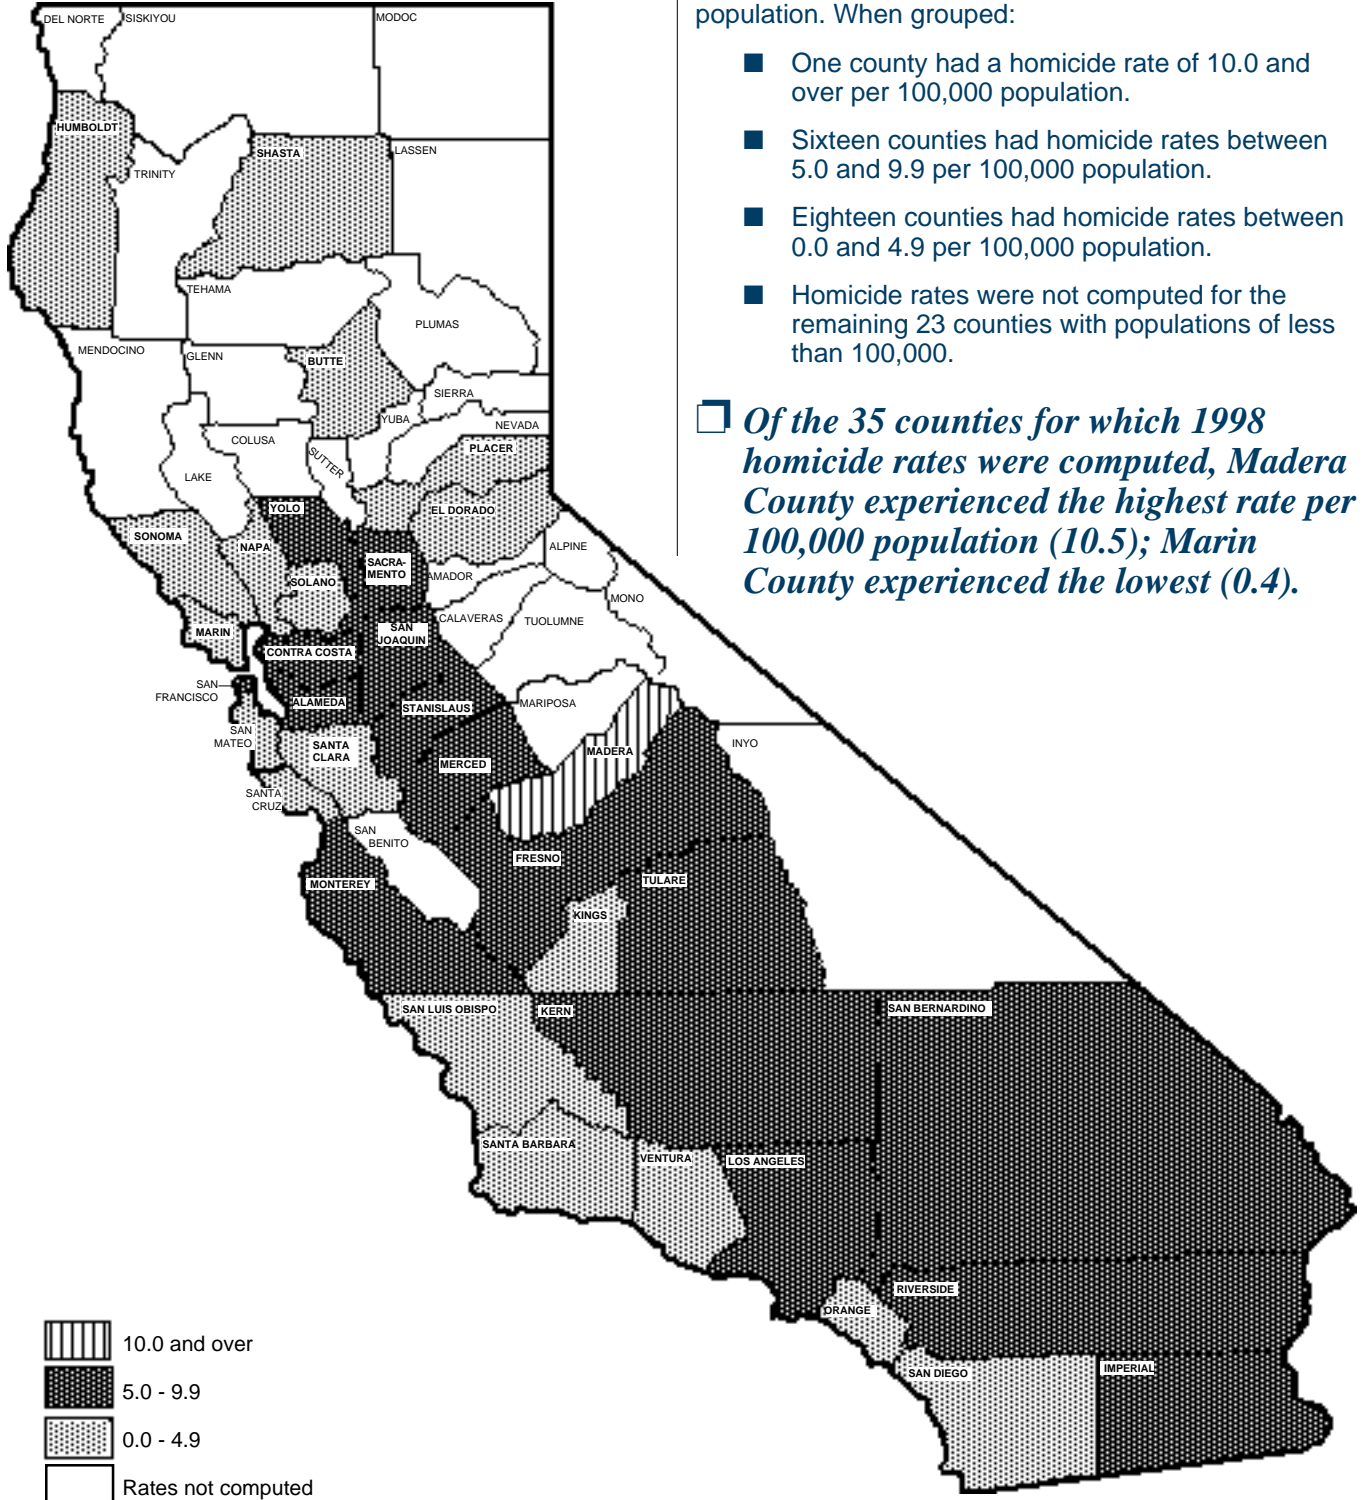 population. When grouped:
■ One county had a homicide rate of 10.0 and
over per 100,000 population.
■ Sixteen counties had homicide rates between
5.0 and 9.9 per 100,000 population.
■ Eighteen counties had homicide rates between
0.0 and 4.9 per 100,000 population.
■ Homicide rates were not computed for the
remaining 23 counties with populations of less
than 100,000.
❒ Of the 35 counties for which 1998
homicide rates were computed, Madera
County experienced the highest rate per
100,000 population (10.5); Marin
County experienced the lowest (0.4).
DEL NORTE
SISKIYOU
MODOC
HUMBOLDT
SHASTA
LASSEN
TRINITY
TEHAMA
PLUMAS
MENDOCINO
GLENN
BUTTE
SIERRA
YUBA
NEVADA
COLUSA
SUTTER
PLACER
LAKE
YOLO
EL DORADO
SONOMA
NAPA
ALPINE
SACRA-
MENTO
SOLANO
AMADOR
MONO
CALAVERAS
TUOLUMNE
MARIN
SAN
JOAQUIN
CONTRA COSTA
SAN
FRANCISCO
ALAMEDA
STANISLAUS
MARIPOSA
SAN
MATEO
SANTA
CLARA
MERCED
MADERA
INYO
SANTA
CRUZ
SAN
BENITO
FRESNO
TULARE
MONTEREY
KINGS
SAN LUIS OBISPO
KERN
SAN BERNARDINO
SANTA BARBARA
VENTURA
LOS ANGELES
RIVERSIDE
ORANGE
SAN DIEGO
IMPERIAL
10.0 and over
5.0 - 9.9
0.0 - 4.9
Rates not computed